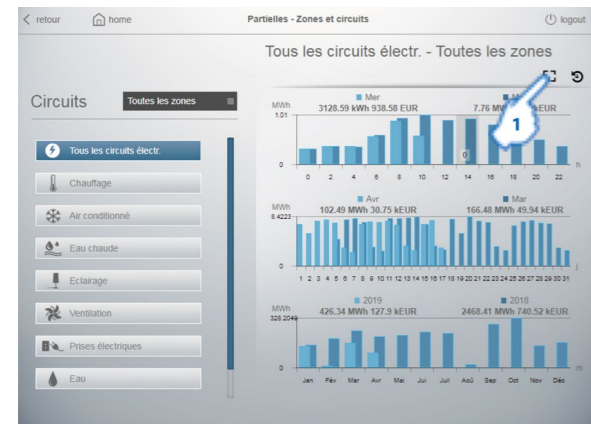 retour
home
Partielles - Zones et circuits
logout
Tous les circuits électr. - Toutes les zones
Circuits
Toutes les zones
Tous les circuits électr.
Chauffage
Air conditionné
Eau chaude
Eclairage
Ventilation
Prises électriques
Eau
MWh
Mer
3128.59 kWh 938.58 EUR
7.76 MW
1
1.01
0
0
0 2 4 6 8 10 12 14 16 18 20 22 h
MWh
Avr
Mar
102.49 MWh 30.75 kEUR
166.48 MWh 49.94 kEUR
8.4223
0
1 2 3 4 5 6 7 8 9 10 11 12 13 14 15 16 17 18 19 20 21 22 23 24 25 26 27 28 29 30 31 j
MWh
2019
2018
426.34 MWh 127.9 kEUR
2468.41 MWh 740.52 kEUR
328.2049
0
Jan Fév Mar Avr Mai Jui Juil Aoû Sep Oct Nov Déc m